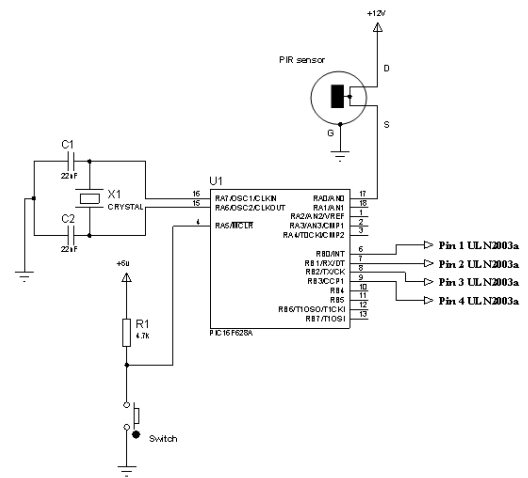 +12V
PIR sensor
D
S
G
C1
22nF
X1
CRYSTAL
C2
22nF
U1
16 RA7/OSC1/CLKIN RA0/AN0 17
15 RA6/OSC2/CLKOUT RA1/AN1 18
RA2/AN2/VREF 1
4 RA5/MCLR RA3/AN3/CMP1 2
RA4/T0CKI/CMP2 3
RB0/INT 6 Pin 1 ULN2003a
RB1/RX/DT 7 Pin 2 ULN2003a
RB2/TX/CK 8 Pin 3 ULN2003a
RB3/CCP1 9 Pin 4 ULN2003a
RB4 10
RB5 11
RB6/T1OSO/T1CKI 12
RB7/T1OSI 13
PIC16F628A
R1
4.7k
Switch